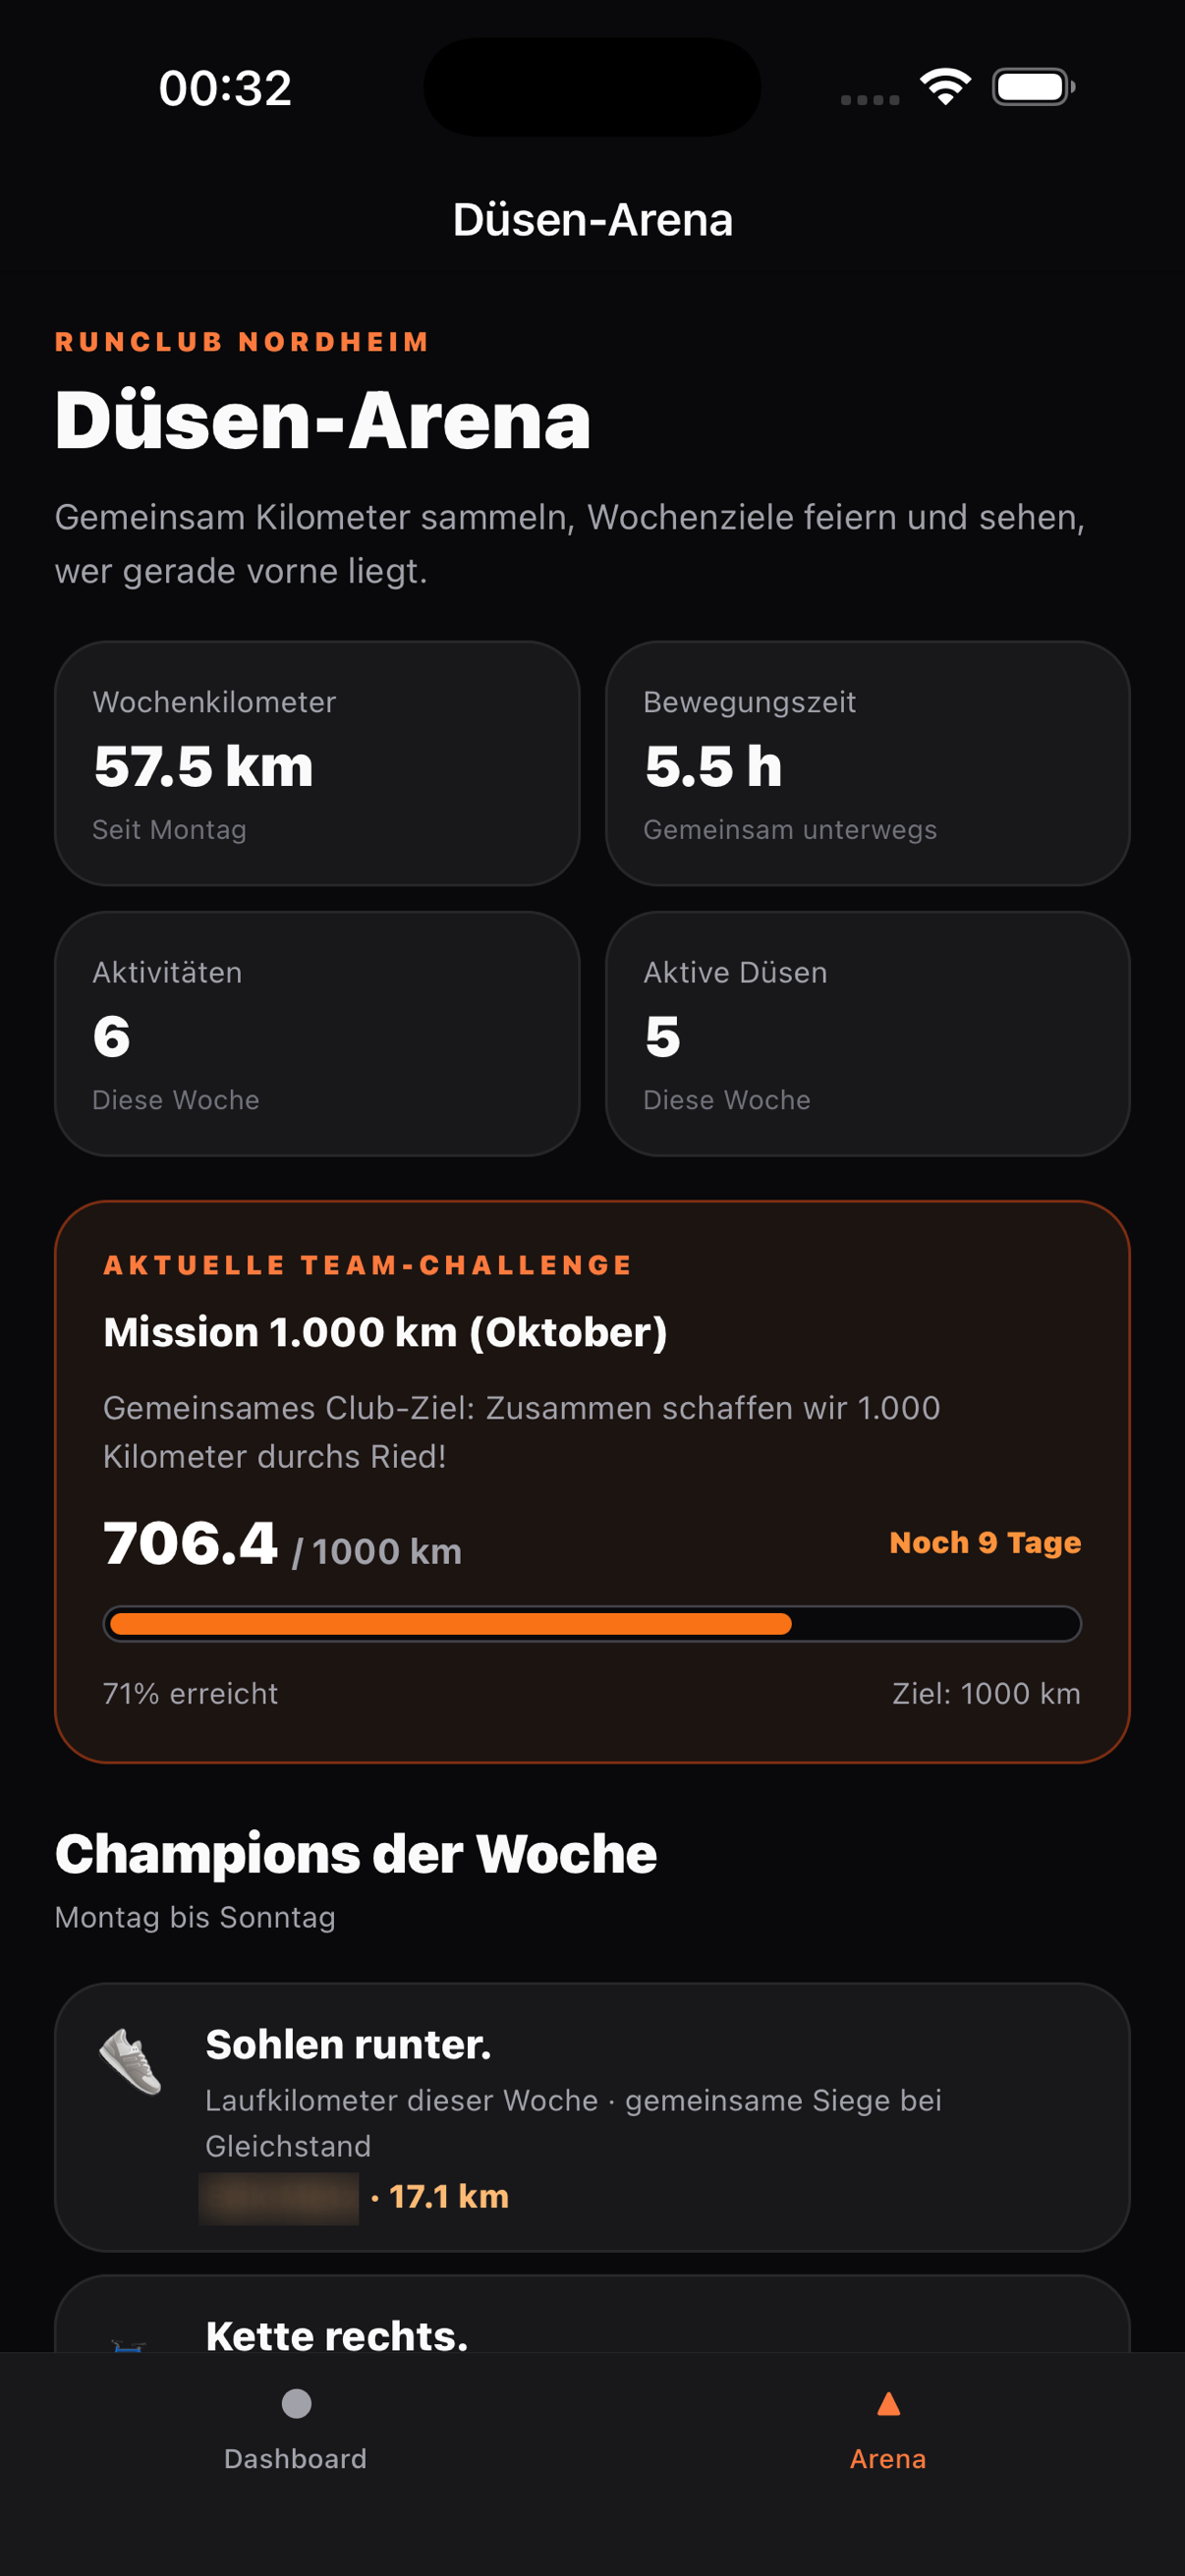 00:32
Düsen-Arena
RUNCLUB NORDHEIM
Düsen-Arena
Gemeinsam Kilometer sammeln, Wochenziele feiern und sehen,
wer gerade vorne liegt.
Wochenkilometer
57.5 km
Seit Montag
Bewegungszeit
5.5 h
Gemeinsam unterwegs
Aktivitäten
6
Diese Woche
Aktive Düsen
5
Diese Woche
AKTUELLE TEAM-CHALLENGE
Mission 1.000 km (Oktober)
Gemeinsames Club-Ziel: Zusammen schaffen wir 1.000
Kilometer durchs Ried!
706.4 / 1000 km
Noch 9 Tage
71% erreicht
Ziel: 1000 km
Champions der Woche
Montag bis Sonntag
Sohlen runter.
Laufkilometer dieser Woche · gemeinsame Siege bei
Gleichstand
· 17.1 km
Kette rechts.
Dashboard
Arena